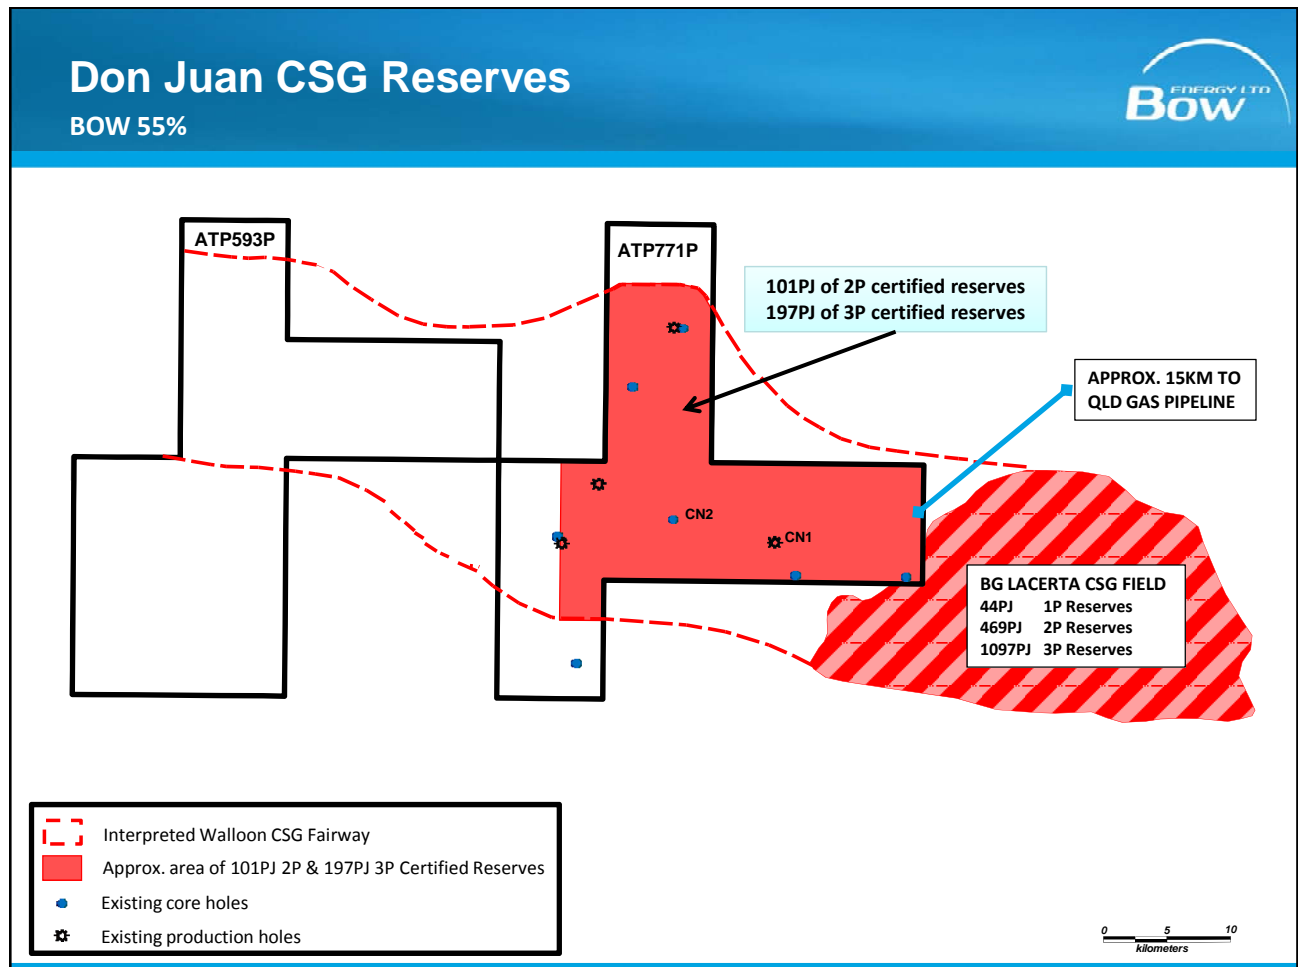 Don Juan CSG Reserves
BOW 55%
ENERGY LTD
BOW
ATP593P
ATP771P
101PJ of 2P certified reserves
197PJ of 3P certified reserves
APPROX. 15KM TO
QLD GAS PIPELINE
CN2
CN1
BG LACERTA CSG FIELD
44PJ 1P Reserves
469PJ 2P Reserves
1097PJ 3P Reserves
Interpreted Walloon CSG Fairway
Approx. area of 101PJ 2P & 197PJ 3P Certified Reserves
Existing core holes
Existing production holes
0 5 10
kilometers